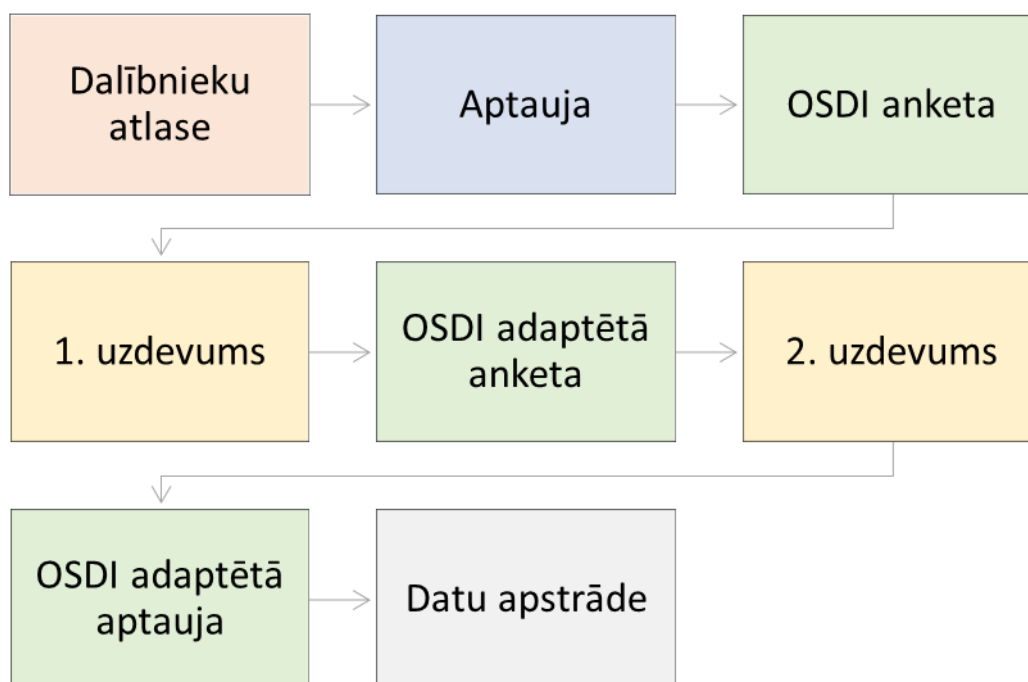 Dalībnieku
atlase
Aptauja
OSDI anketa
1. uzdevums
OSDI adaptētā
anketa
2. uzdevums
OSDI adaptētā
aptauja
Datu apstrāde